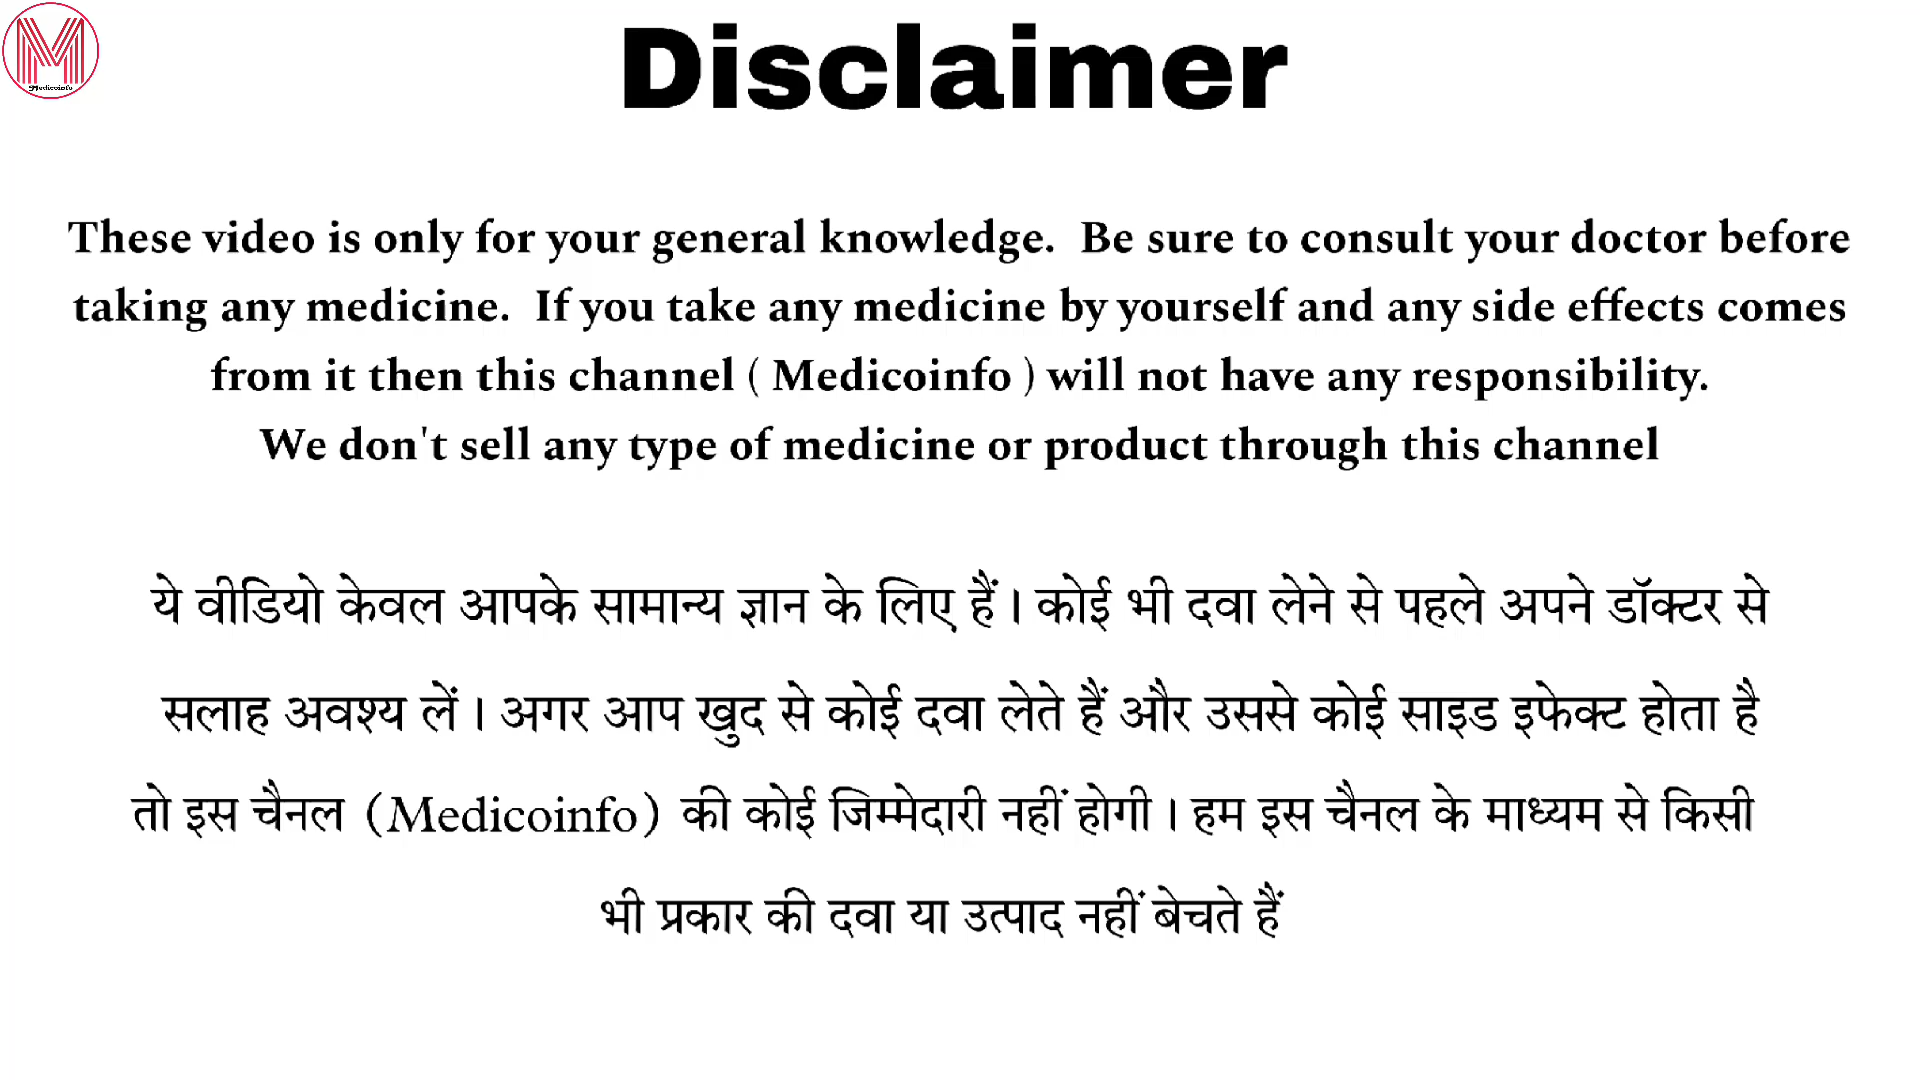 Medicoinfo
Disclaimer
These video is only for your general knowledge.  Be sure to consult your doctor before
taking any medicine.  If you take any medicine by yourself and any side effects comes
from it then this channel ( Medicoinfo ) will not have any responsibility.
We don't sell any type of medicine or product through this channel
ये वीडियो केवल आपके सामान्य ज्ञान के लिए हैं । कोई भी दवा लेने से पहले अपने डॉक्टर से
सलाह अवश्य लें । अगर आप खुद से कोई दवा लेते हैं और उससे कोई साइड इफेक्ट होता है
तो इस चैनल (Medicoinfo) की कोई जिम्मेदारी नहीं होगी । हम इस चैनल के माध्यम से किसी
भी प्रकार की दवा या उत्पाद नहीं बेचते हैं